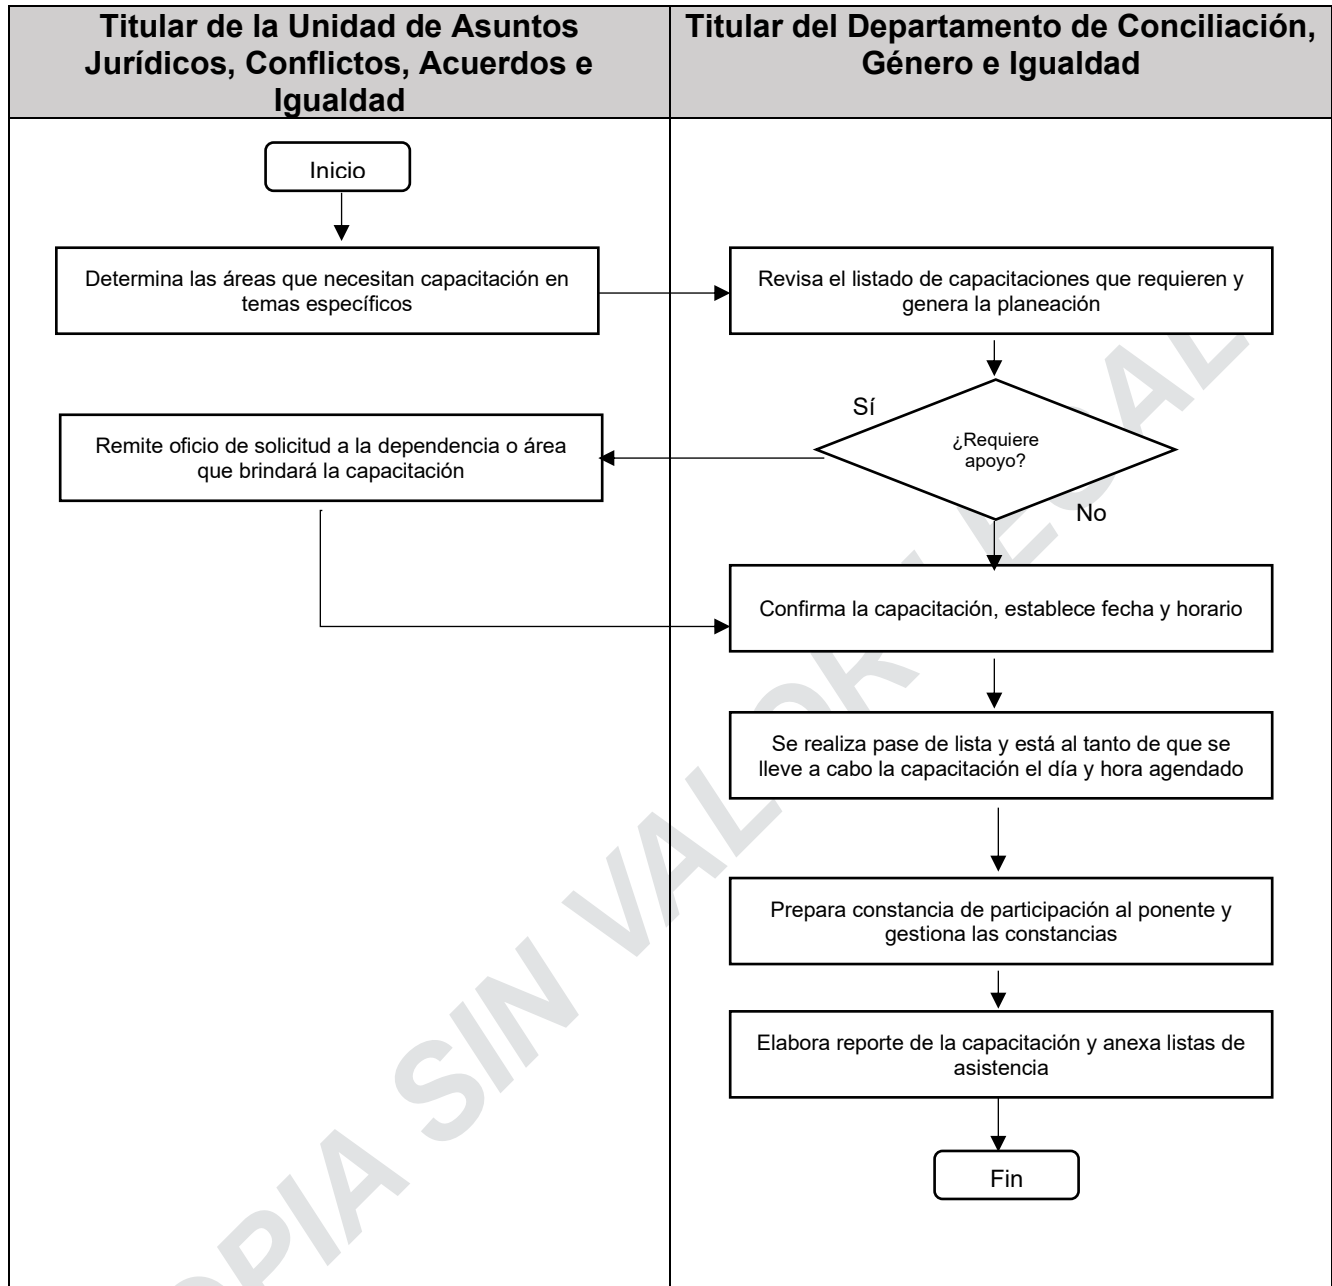 Titular de la Unidad de Asuntos
Jurídicos, Conflictos, Acuerdos e
Igualdad
Titular del Departamento de Conciliación,
Género e Igualdad
Inicio
Determina las áreas que necesitan capacitación en
temas específicos
Revisa el listado de capacitaciones que requieren y
genera la planeación
Sí
¿Requiere
apoyo?
Remite oficio de solicitud a la dependencia o área
que brindará la capacitación
No
Confirma la capacitación, establece fecha y horario
Se realiza pase de lista y está al tanto de que se
lleve a cabo la capacitación el día y hora agendado
Prepara constancia de participación al ponente y
gestiona las constancias
Elabora reporte de la capacitación y anexa listas de
asistencia
Fin
OPIA SIN VALOR LEGAL